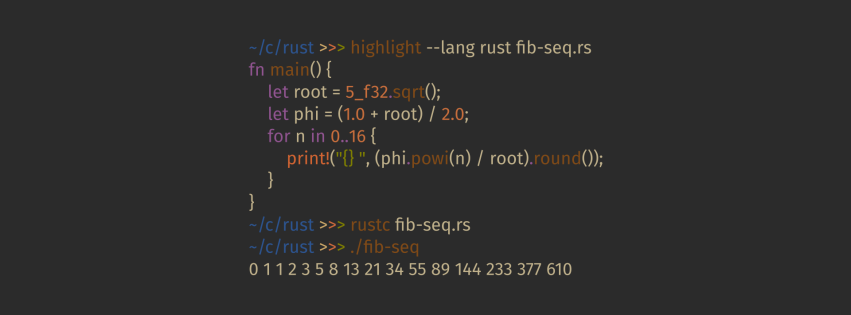 ~/c/rust >>> highlight --lang rust fib-seq.rs
fn main() {
    let root = 5_f32.sqrt();
    let phi = (1.0 + root) / 2.0;
    for n in 0..16 {
        print!("{} ", (phi.powi(n) / root).round());
    }
}
~/c/rust >>> rustc fib-seq.rs
~/c/rust >>> ./fib-seq
0 1 1 2 3 5 8 13 21 34 55 89 144 233 377 610